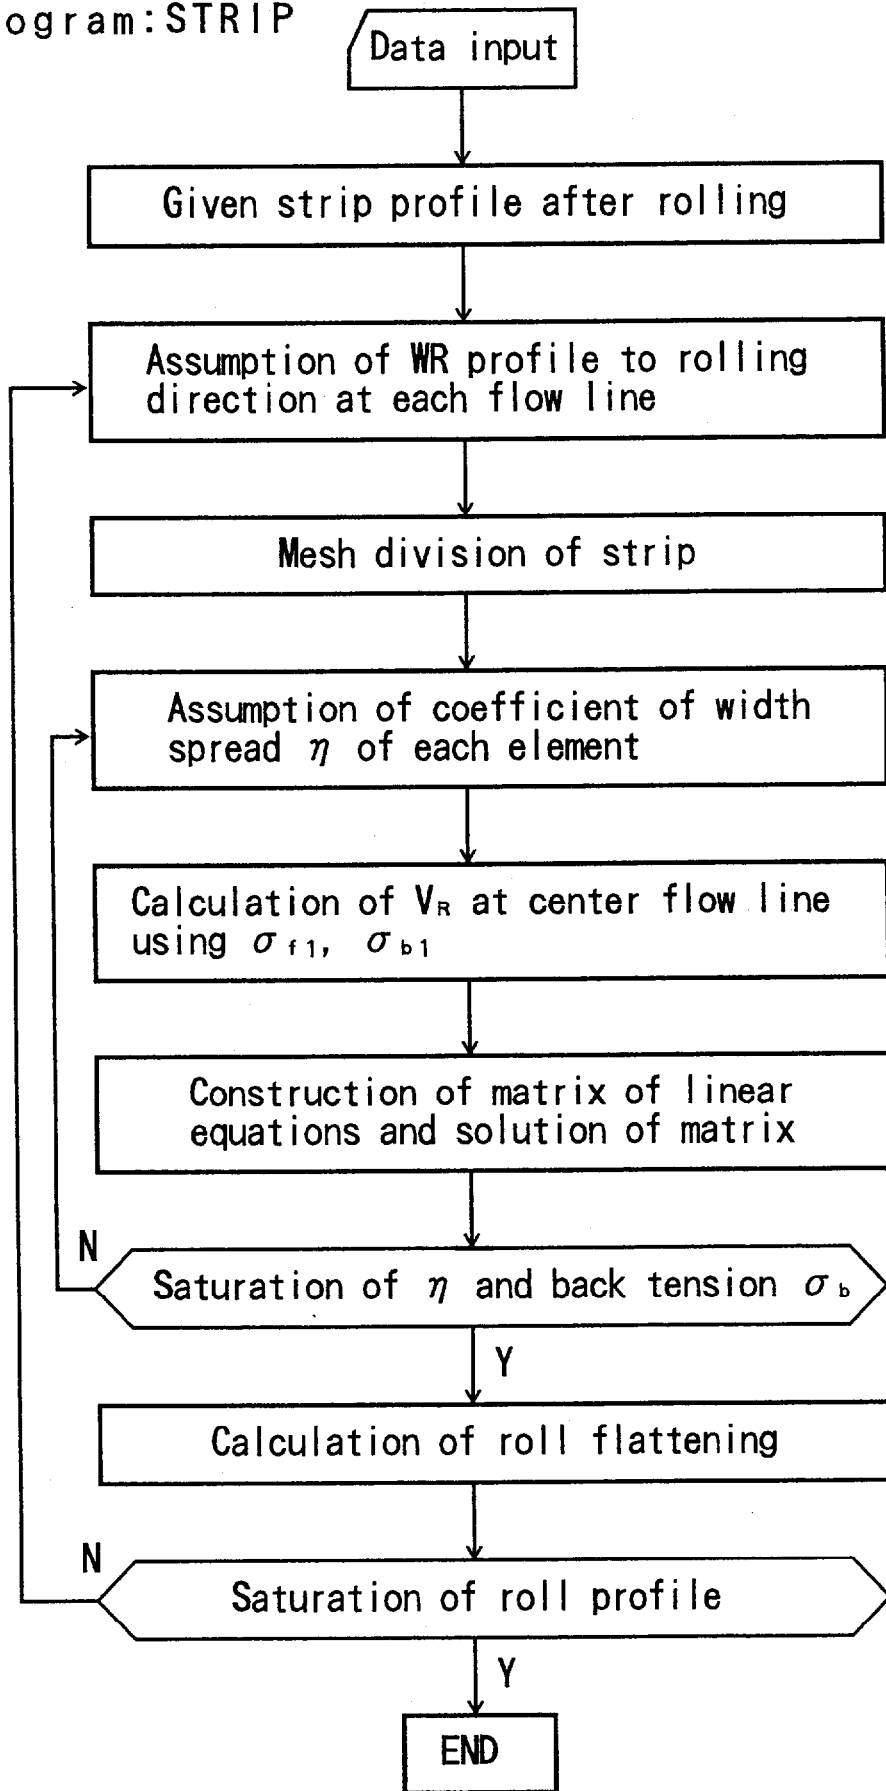 ogram:STRIP
Data input
Given strip profile after rolling
Assumption of WR profile to rolling
direction at each flow line
Mesh division of strip
Assumption of coefficient of width
spread η of each element
Calculation of VR at center flow line
using σf1, σb1
Construction of matrix of linear
equations and solution of matrix
N
Saturation of η and back tension σb
Y
Calculation of roll flattening
N
Saturation of roll profile
Y
END